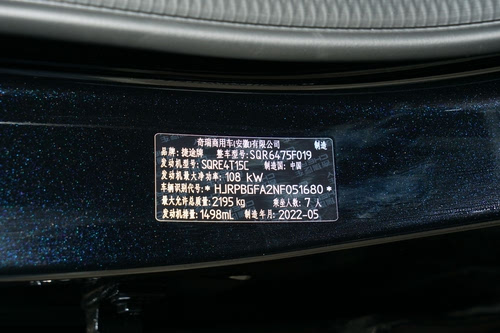 奇瑞商用车(安徽)有限公司 制造
品牌：捷途牌 整车型号：SQR6475F019
发动机型号：SQRE4T15C 制造国：中国
发动机最大净功率：108 kW
车辆识别代号：* HJRPBGFA2NF051680 *
最大允许总质量：2195 kg 乘坐人数：7 人
发动机排量：1498mL 制造年月：2022-05